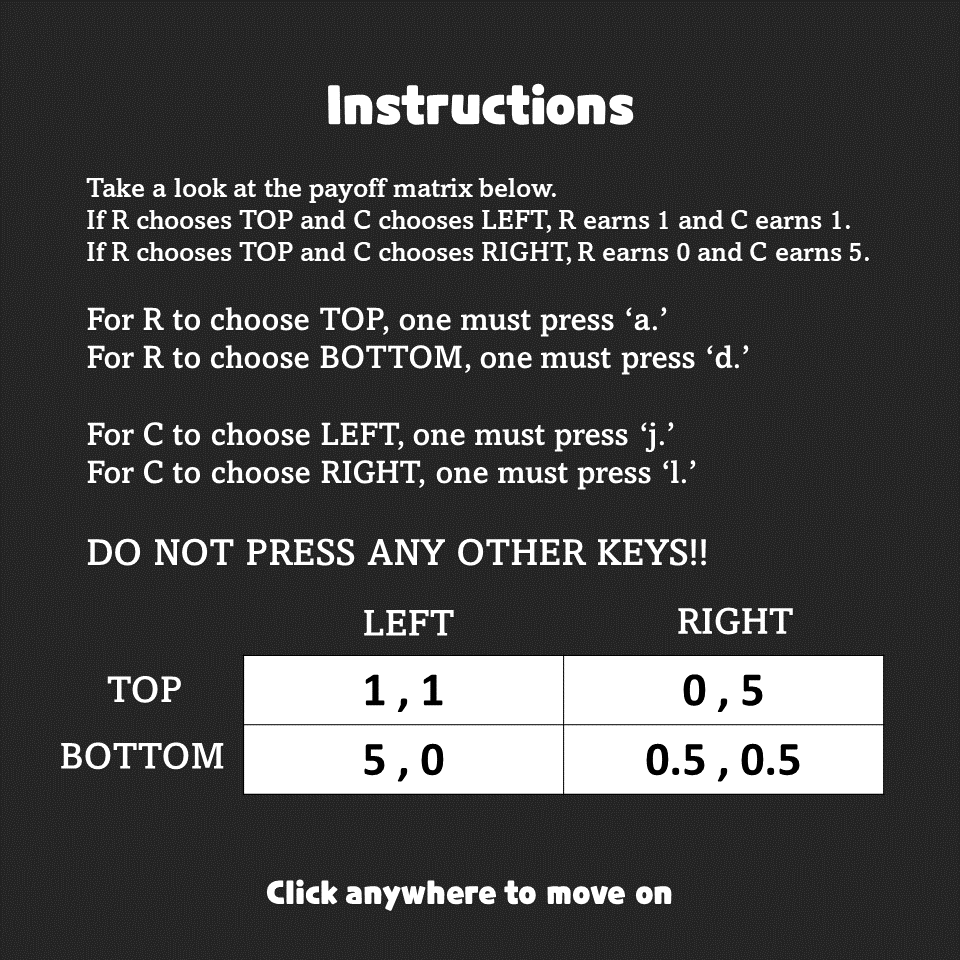 Instructions
Take a look at the payoff matrix below.
If R chooses TOP and C chooses LEFT, R earns 1 and C earns 1.
If R chooses TOP and C chooses RIGHT, R earns 0 and C earns 5.
For R to choose TOP, one must press ‘a.’
For R to choose BOTTOM, one must press ‘d.’
For C to choose LEFT, one must press ‘j.’
For C to choose RIGHT, one must press ‘l.’
DO NOT PRESS ANY OTHER KEYS!!
LEFT RIGHT
TOP 1 , 1 0 , 5
BOTTOM 5 , 0 0.5 , 0.5
Click anywhere to move on